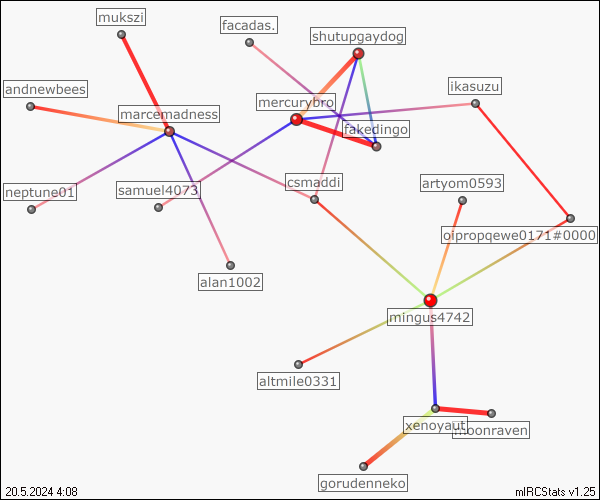 mukszi
facadas.
shutupgaydog
andnewbees
ikasuzu
mercurybro
marcemadness
fakedingo
neptune01
samuel4073
csmaddi
artyom0593
oipropqewe0171#0000
alan1002
mingus4742
altmile0331
xenoyaut
moonraven
gorudenneko
20.5.2024 4:08
mIRCStats v1.25